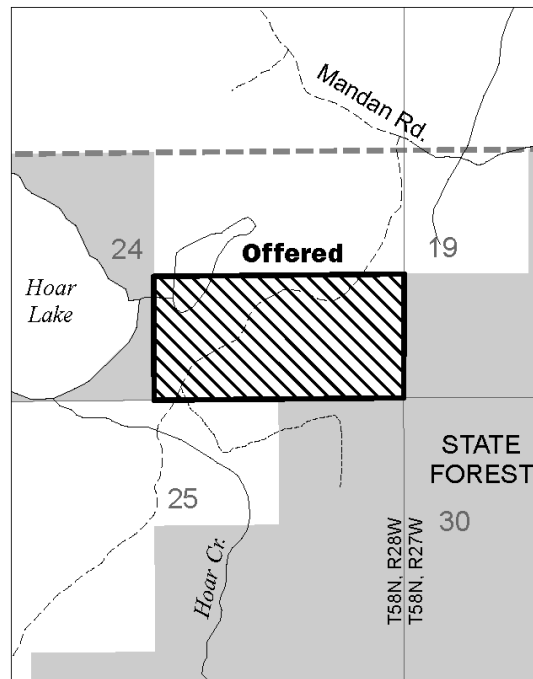 Mandan Rd.
24
Offered
19
Hoar
Lake
STATE
FOREST
25
30
Hoar Cr.
T58N, R28W
T58N, R27W